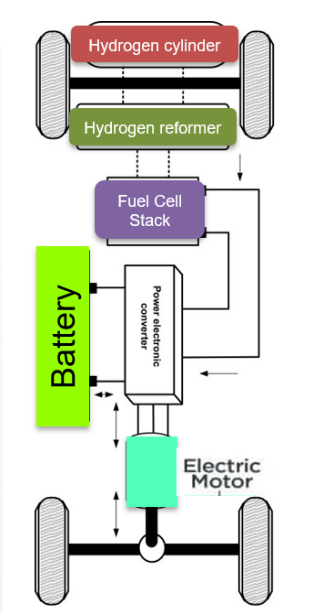 Hydrogen cylinder
Hydrogen reformer
Fuel Cell
Stack
Battery
Power electronic
converter
Electric
Motor